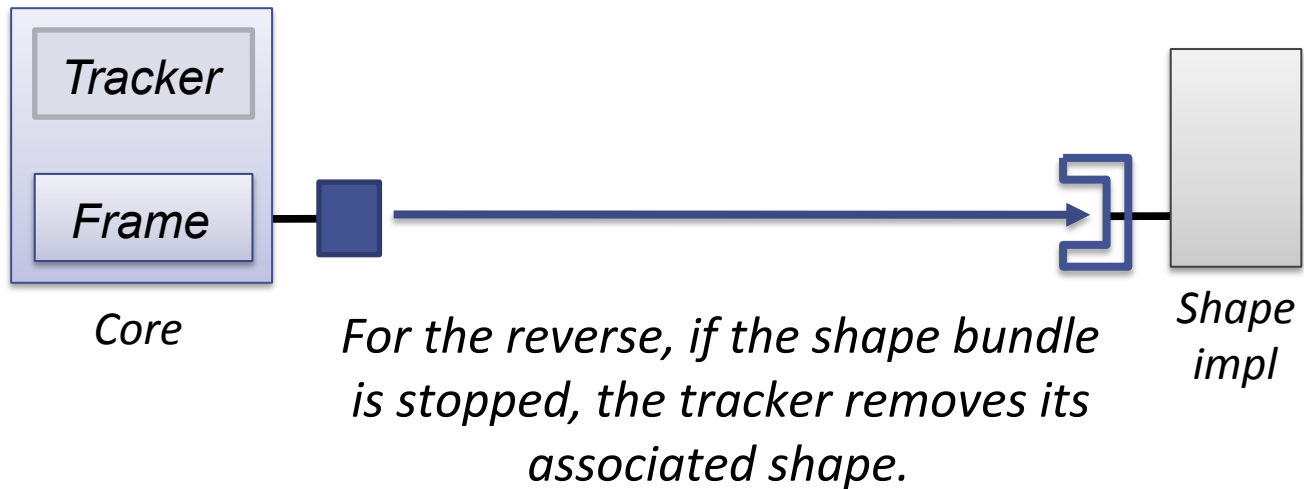 Tracker
Frame
Core
For the reverse, if the shape bundle
is stopped, the tracker removes its
associated shape.
Shape
impl